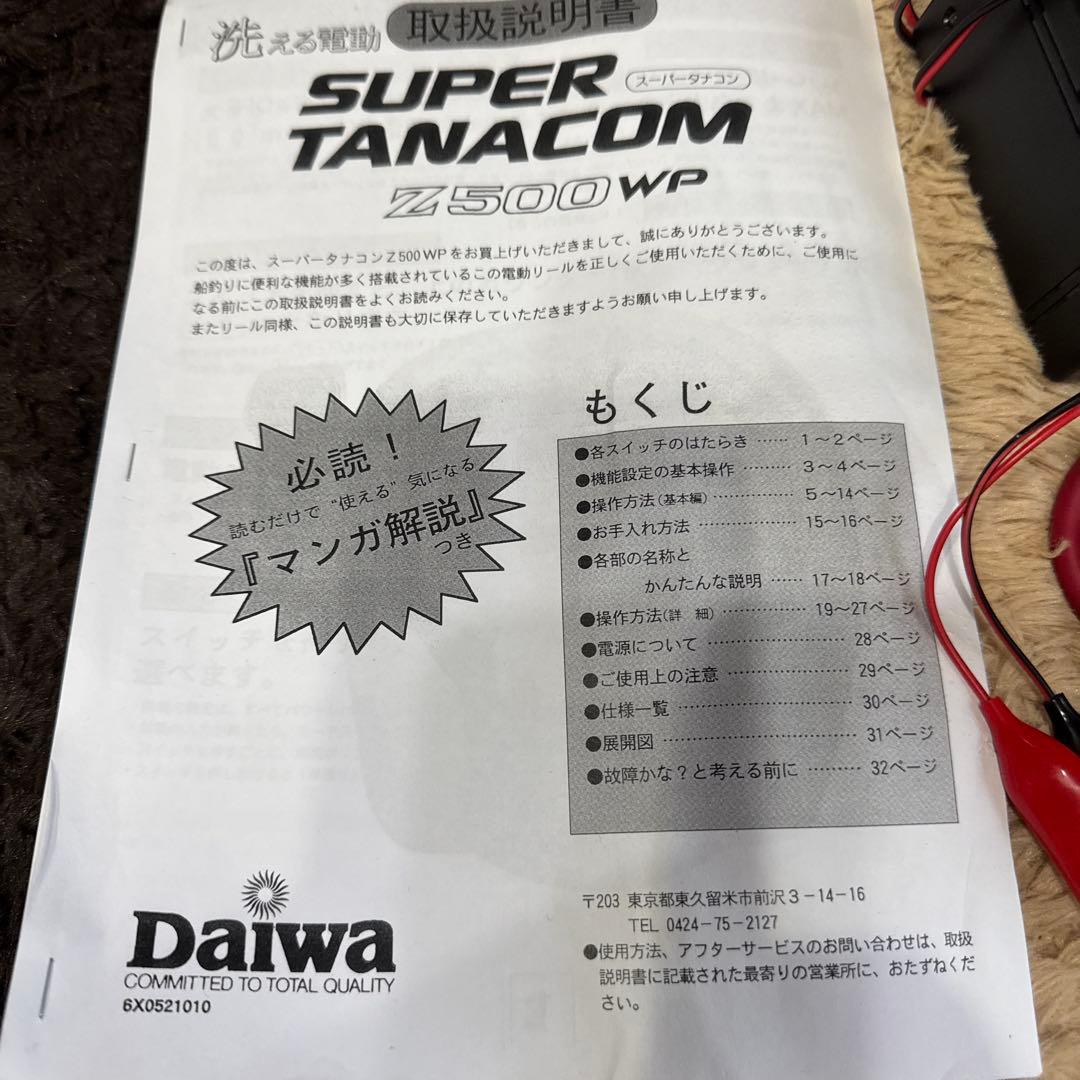 洗える電動
取扱説明書
SUPER
スーパータナコン
TANACOM
Z500WP
この度は、スーパータナコンZ500WPをお買上げいただきまして、誠にありがとうございます。
船釣りに便利な機能が多く搭載されているこの電動リールを正しくご使用いただくために、ご使用に
なる前にこの取扱説明書をよくお読みください。
またリール同様、この説明書も大切に保存していただきますようお願い申し上げます。
必読！
読むだけで“使える”気になる
『マンガ解説』
つき
もくじ
●各スイッチのはたらき …… 1～2ページ
●機能設定の基本操作 ……… 3～4ページ
●操作方法(基本編) …………… 5～14ページ
●お手入れ方法 ……………… 15～16ページ
●各部の名称と
かんたんな説明 …… 17～18ページ
●操作方法(詳　細) …………… 19～27ページ
●電源について …………………… 28ページ
●ご使用上の注意 ………………… 29ページ
●仕様一覧 ………………………… 30ページ
●展開図 …………………………… 31ページ
●故障かな？と考える前に ……… 32ページ
Daiwa
COMMITTED TO TOTAL QUALITY
6X0521010
〒203 東京都東久留米市前沢3－14－16
TEL 0424－75－2127
●使用方法、アフターサービスのお問い合わせは、取扱
説明書に記載された最寄りの営業所に、おたずねくだ
さい。